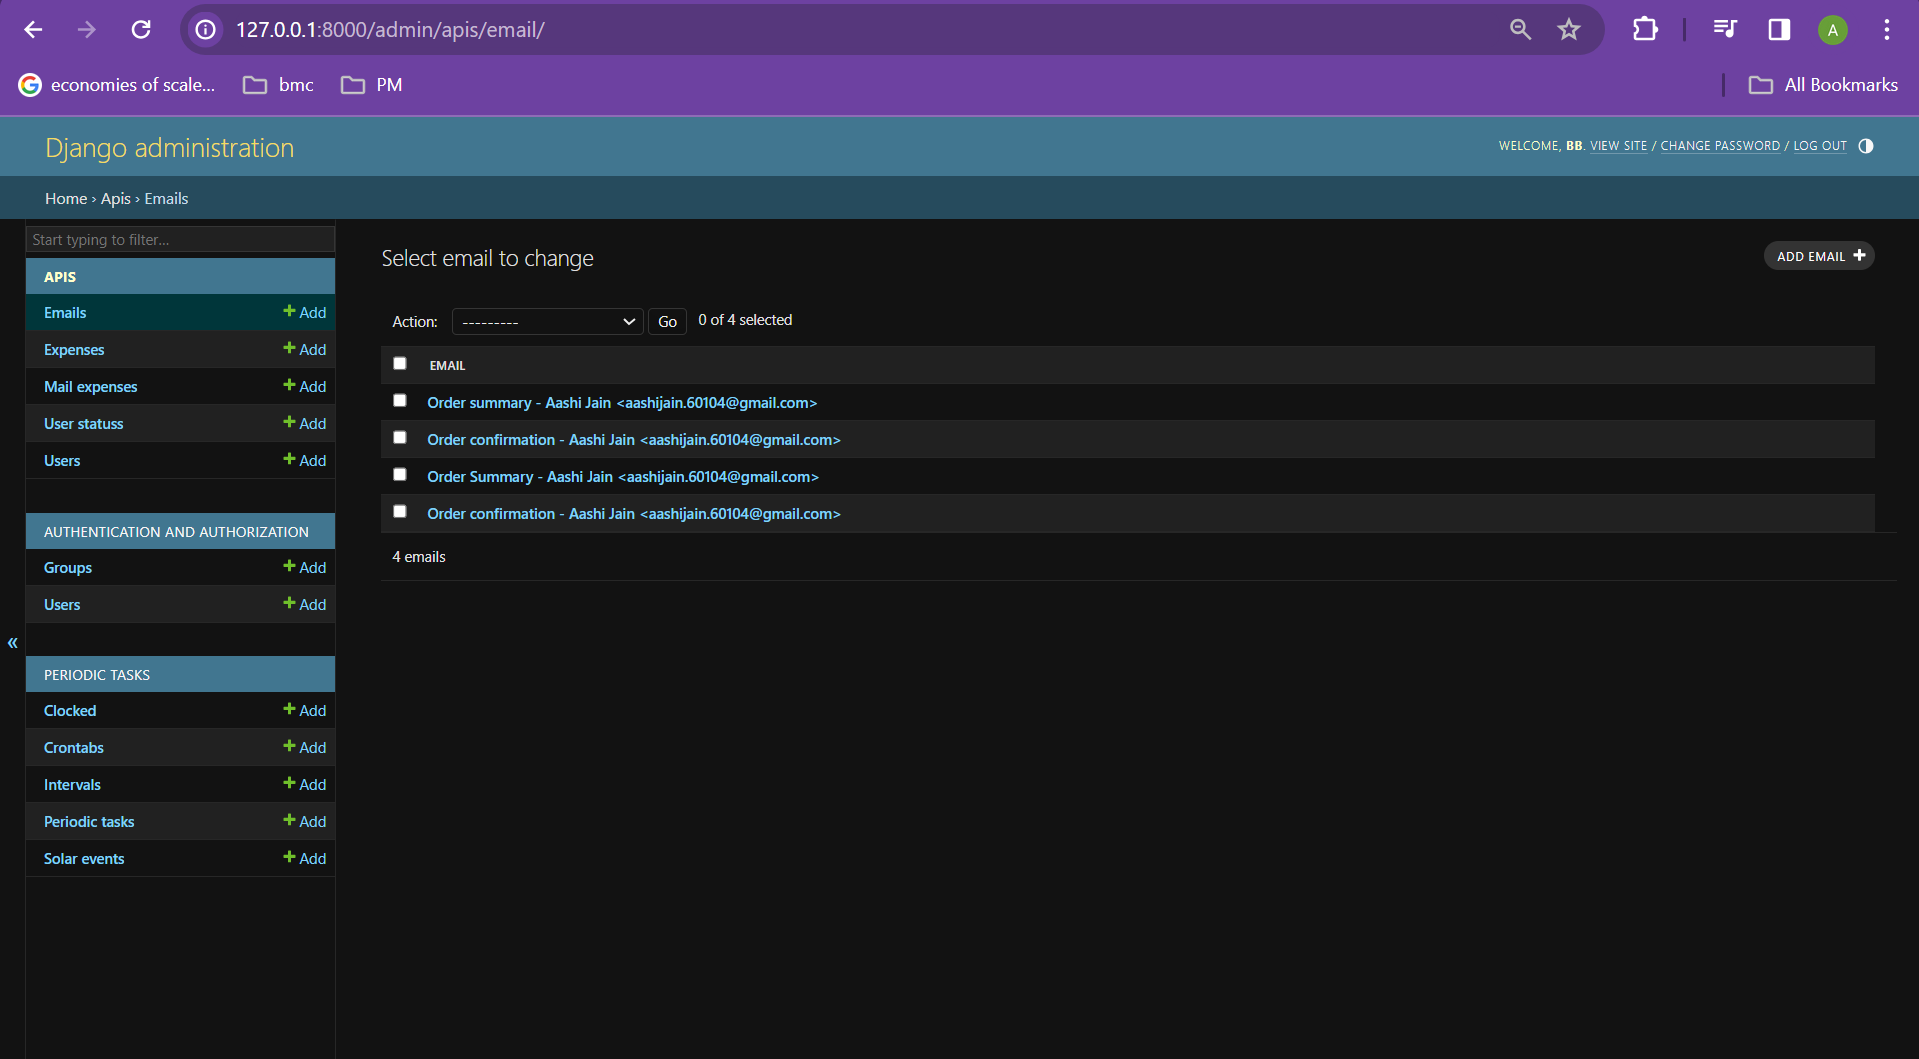 127.0.0.1:8000/admin/apis/email/
A
economies of scale...
bmc
PM
All Bookmarks
Django administration
WELCOME, BB. VIEW SITE / CHANGE PASSWORD / LOG OUT
Home › Apis › Emails
Start typing to filter...
APIS
Emails + Add
Expenses + Add
Mail expenses + Add
User statuss + Add
Users + Add
AUTHENTICATION AND AUTHORIZATION
Groups + Add
Users + Add
«
PERIODIC TASKS
Clocked + Add
Crontabs + Add
Intervals + Add
Periodic tasks + Add
Solar events + Add
Select email to change
ADD EMAIL +
Action: --------- Go 0 of 4 selected
EMAIL
Order summary - Aashi Jain <aashijain.60104@gmail.com>
Order confirmation - Aashi Jain <aashijain.60104@gmail.com>
Order Summary - Aashi Jain <aashijain.60104@gmail.com>
Order confirmation - Aashi Jain <aashijain.60104@gmail.com>
4 emails